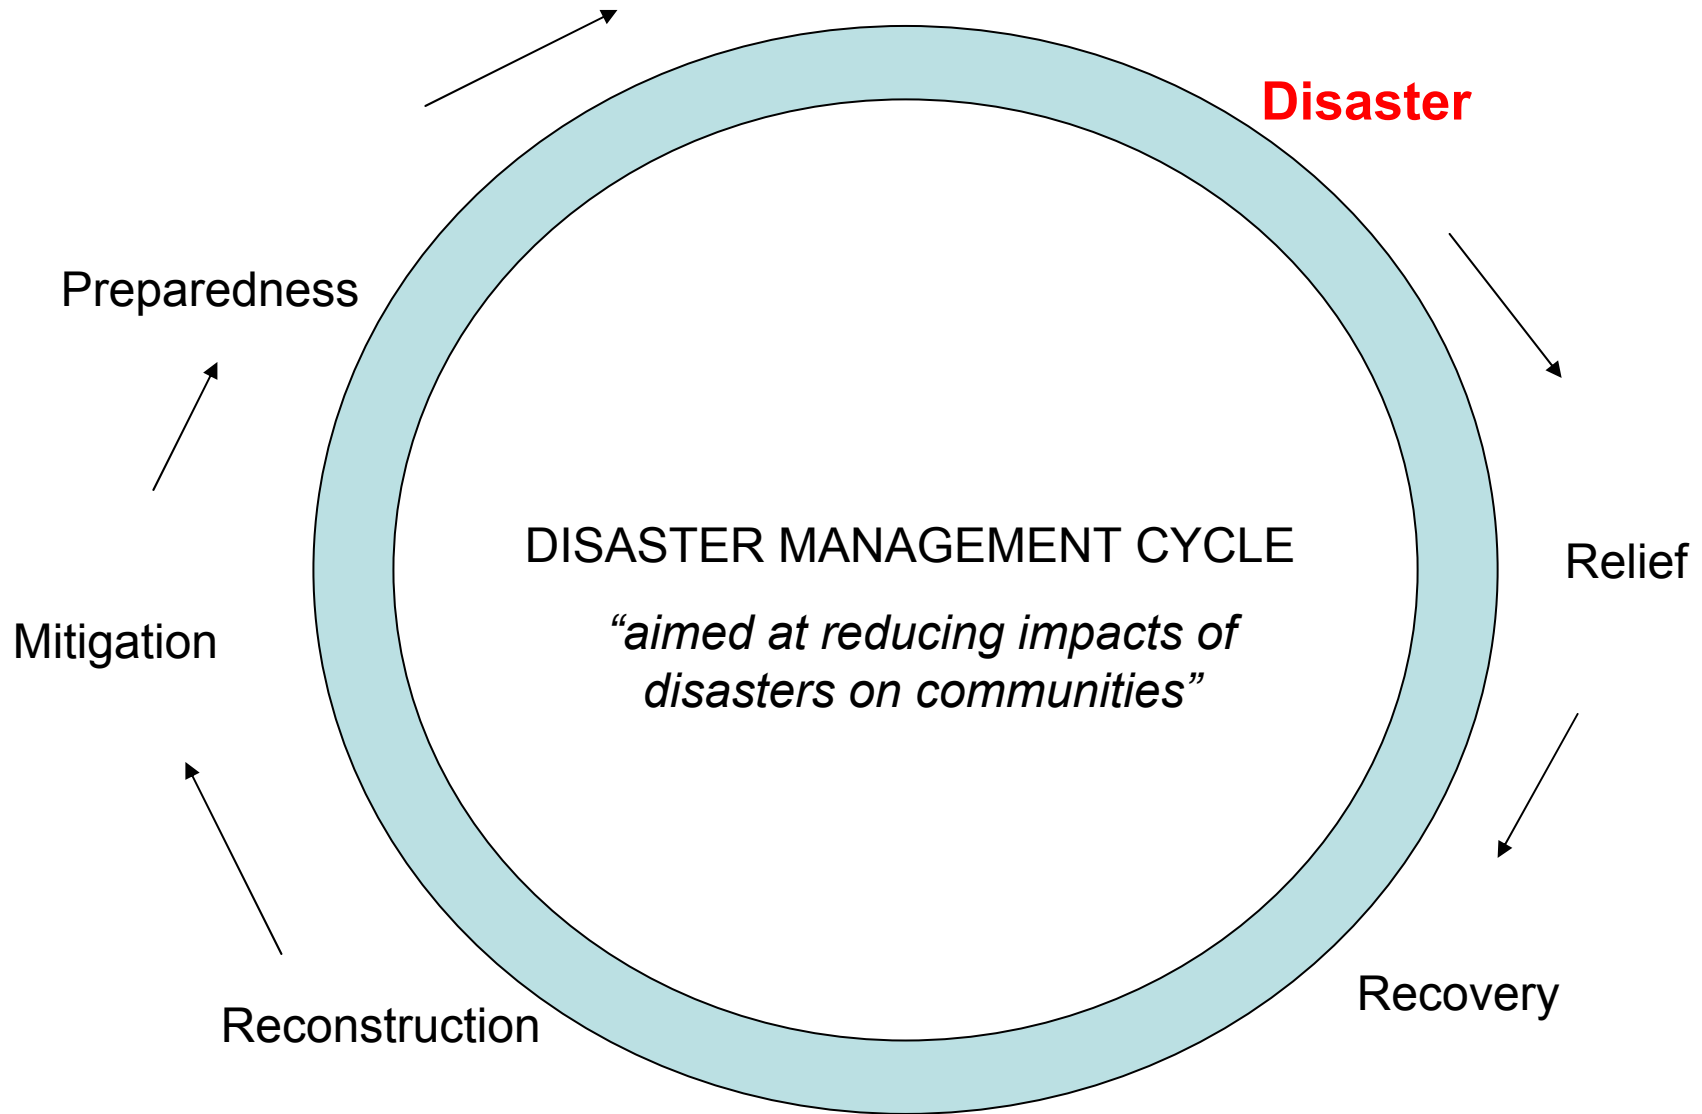 Disaster
Preparedness
DISASTER MANAGEMENT CYCLE
Relief
“aimed at reducing impacts of
disasters on communities”
Mitigation
Recovery
Reconstruction